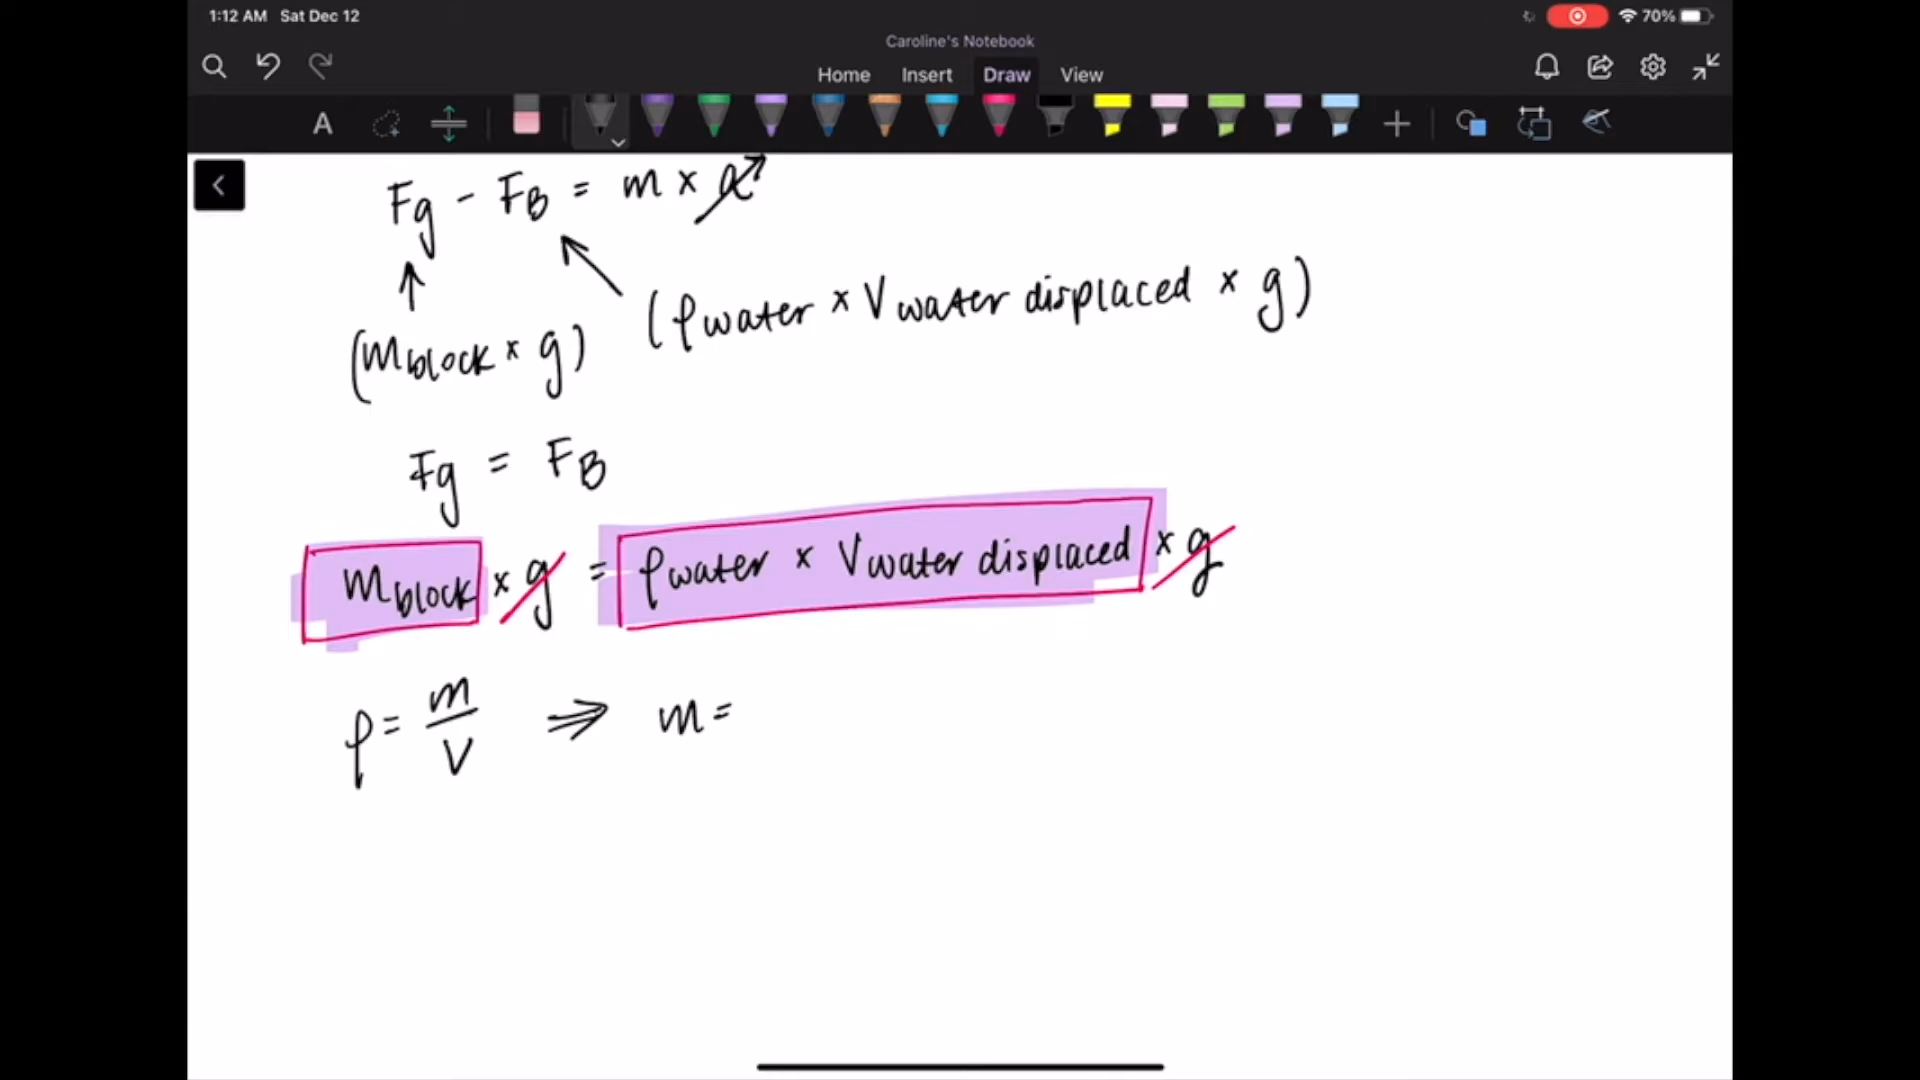 1:12 AM Sat Dec 12
70%
Caroline's Notebook
Home Insert Draw View
A
Fg - FB = m × a
(mblock × g) (ρwater × Vwater displaced × g)
Fg = FB
mblock × g = ρwater × Vwater displaced × g
ρ = m/V ⇒ m =